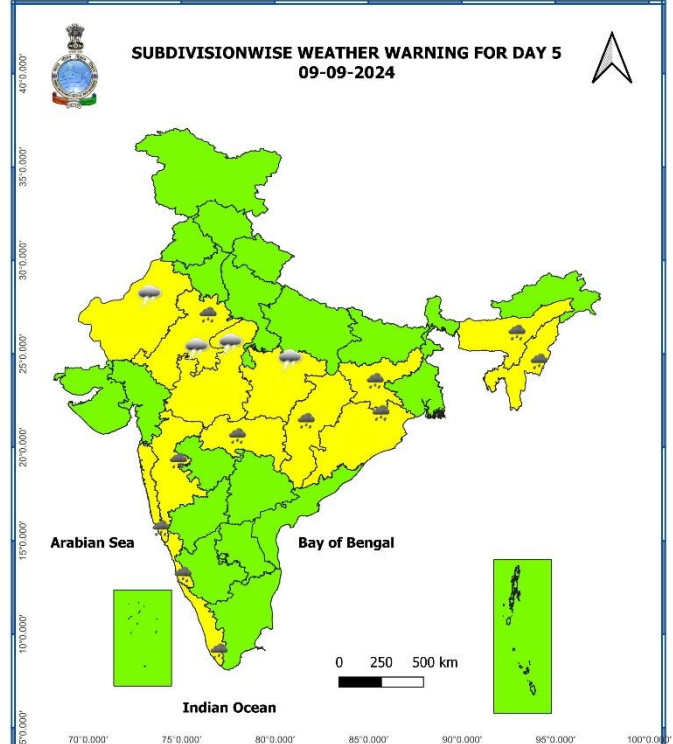 SUBDIVISIONWISE WEATHER WARNING FOR DAY 5
09-09-2024
40°0.000'
35°0.000'
30°0.000'
25°0.000'
20°0.000'
15°0.000'
10°0.000'
5°0.000'
Arabian Sea
Bay of Bengal
0 250 500 km
Indian Ocean
70°0.000' 75°0.000' 80°0.000' 85°0.000' 90°0.000' 95°0.000' 100°0.000'